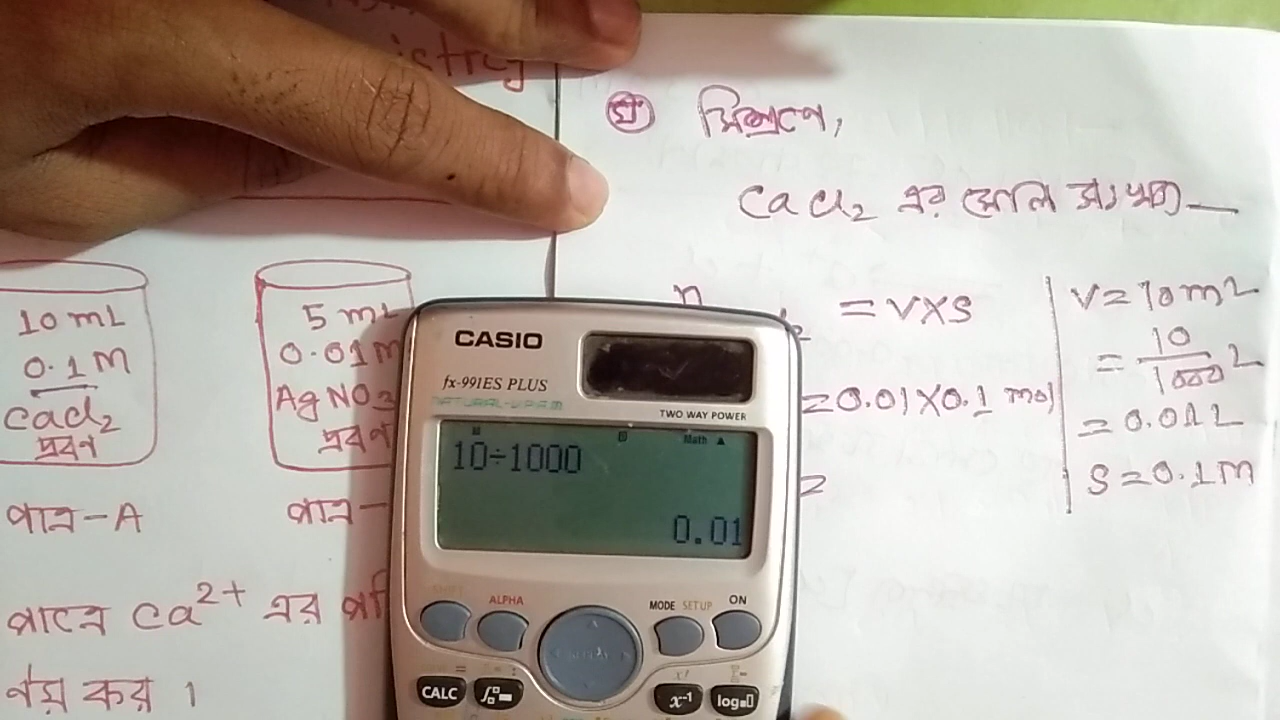 istry
ঘ মিশ্রণে,
CaCl2 এর মোল সংখ্যা—
n = V×S
= 0.01×0.1 mol
=
V = 10 mL
= 10/1000 L
= 0.01 L
S = 0.1 M
10 mL
0.1 M
CaCl2
দ্রবণ
পাত্র-A
5 mL
0.01 M
AgNO3
দ্রবণ
পাত্র-
পাত্রে Ca2+ এর
কর ।
CASIO
fx-991ES PLUS
NATURAL-V.P.A.M.
TWO WAY POWER
Math ▲
10÷1000
0.01
SHIFT ALPHA MODE SETUP ON
CALC x! x-1 log